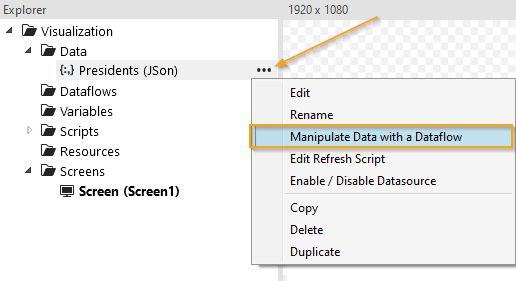 Explorer
1920 x 1080
Visualization
Data
Presidents (JSon)
Dataflows
Variables
Scripts
Resources
Screens
Screen (Screen1)
Edit
Rename
Manipulate Data with a Dataflow
Edit Refresh Script
Enable / Disable Datasource
Copy
Delete
Duplicate